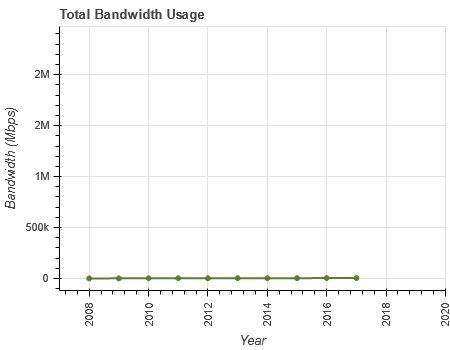 Total Bandwidth Usage
Bandwidth (Mbps)
2M
2M
1M
500k
0
2008
2010
2012
2014
2016
2018
2020
Year